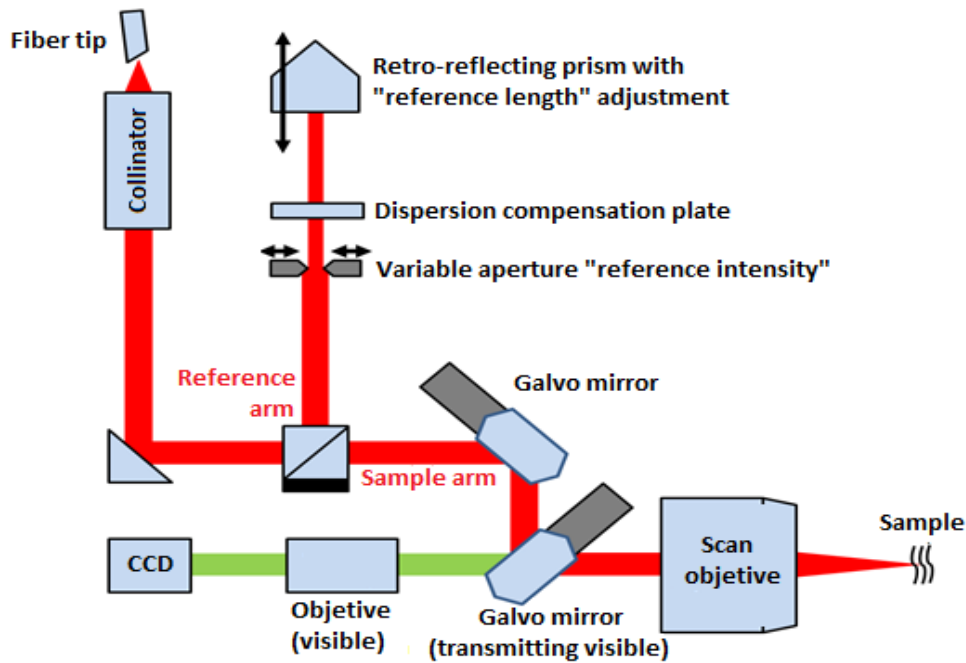 Fiber tip
Collinator
Retro-reflecting prism with
"reference length" adjustment
Dispersion compensation plate
Variable aperture "reference intensity"
Reference
arm
Galvo mirror
Sample arm
CCD
Objetive
(visible)
Galvo mirror
(transmitting visible)
Scan
objetive
Sample